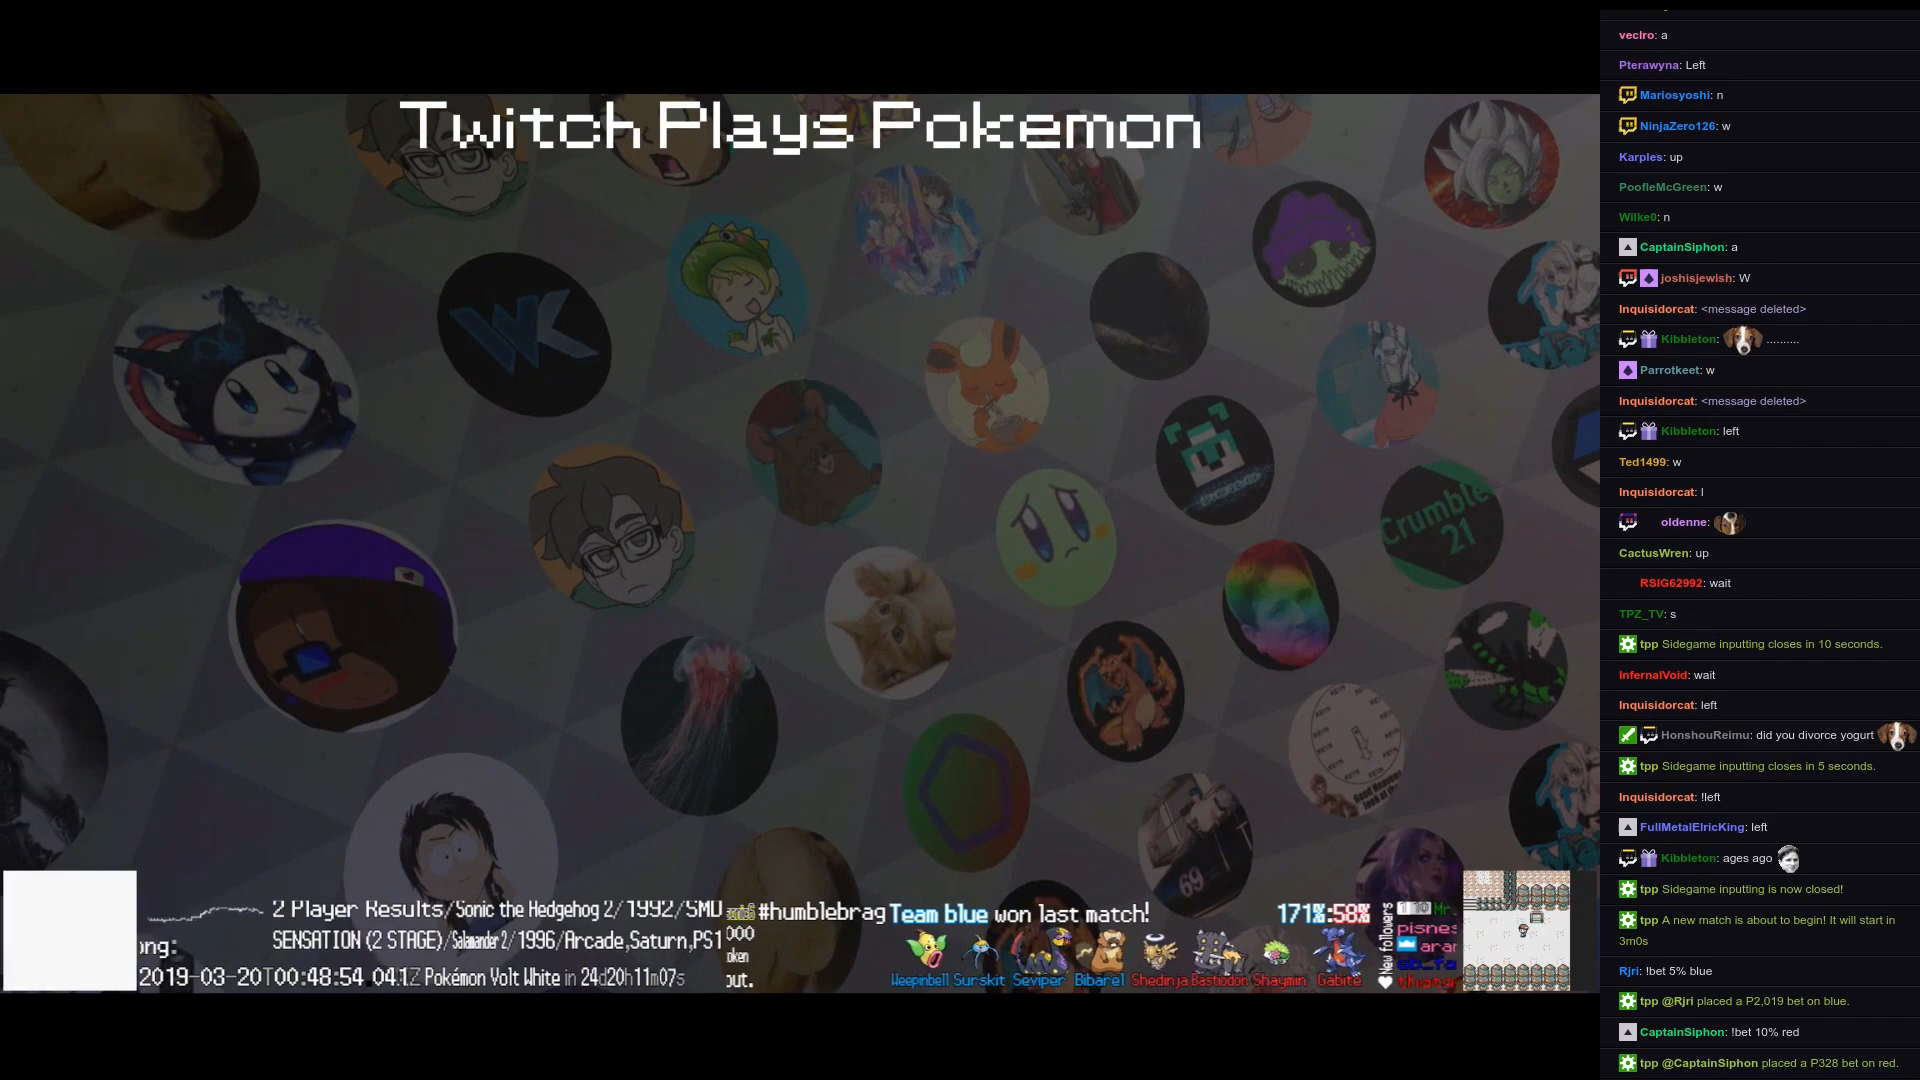 Twitch Plays Pokemon
Crumble
21
69
2 Player Results/Sonic the Hedgehog 2/1992/SMD
SENSATION (2 STAGE)/Salamander 2/1996/Arcade,Saturn,PS1
2019-03-20T00:48:54.041Z Pokémon Volt White in 24d20h11m07s
#humblebrag
Team blue won last match!
171%:58%
Weepinbell Surskit Seviper Bibarel Shedinja Bastiodon Shaymin Gabite
New followers
veclro: a
Pterawyna: Left
Mariosyoshi: n
NinjaZero126: w
Karples: up
PoofleMcGreen: w
Wilke0: n
CaptainSiphon: a
joshisjewish: W
Inquisidorcat: <message deleted>
Kibbleton: ..........
Parrotkeet: w
Inquisidorcat: <message deleted>
Kibbleton: left
Ted1499: w
Inquisidorcat: l
oldenne:
CactusWren: up
RSIG62992: wait
TPZ_TV: s
tpp Sidegame inputting closes in 10 seconds.
InfernalVoid: wait
Inquisidorcat: left
HonshouReimu: did you divorce yogurt
tpp Sidegame inputting closes in 5 seconds.
Inquisidorcat: !left
FullMetalElricKing: left
Kibbleton: ages ago
tpp Sidegame inputting is now closed!
tpp A new match is about to begin! It will start in
3m0s
Rjri: !bet 5% blue
tpp @Rjri placed a P2,019 bet on blue.
CaptainSiphon: !bet 10% red
tpp @CaptainSiphon placed a P328 bet on red.